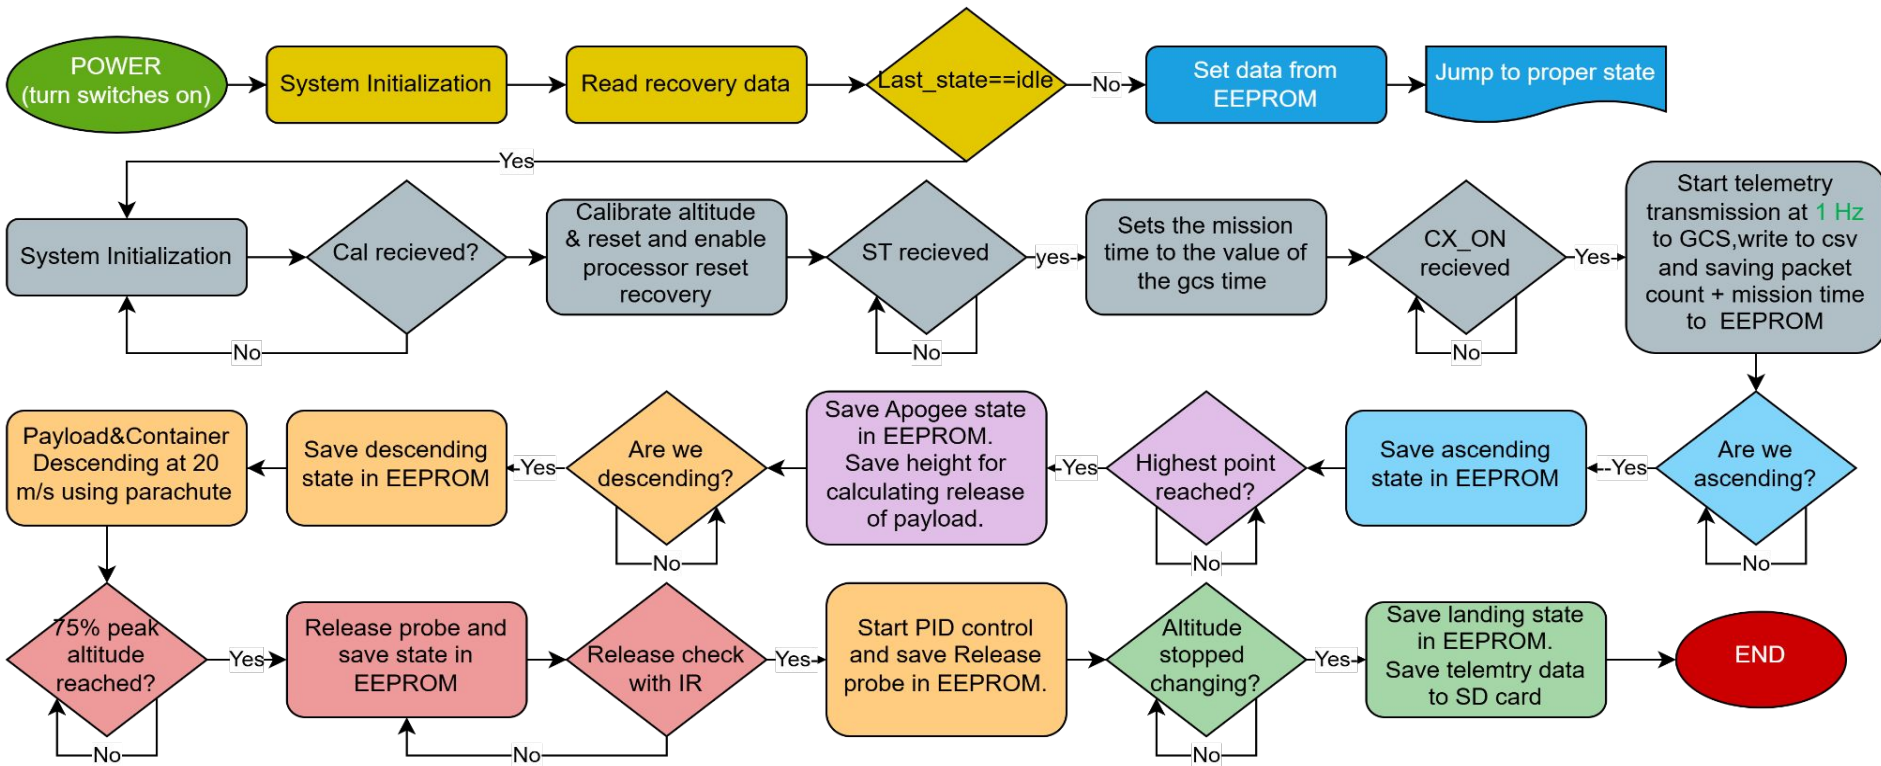 POWER
(turn switches on)
System Initialization
Read recovery data
Last_state==idle
No
Set data from
EEPROM
Jump to proper state
Yes
System Initialization
Cal recieved?
No
Calibrate altitude
& reset and enable
processor reset
recovery
ST recieved
No
yes
Sets the mission
time to the value of
the gcs time
CX_ON
recieved
No
Yes
Start telemetry
transmission at 1 Hz
to GCS,write to csv
and saving packet
count + mission time
to EEPROM
Are we
ascending?
No
Yes
Save ascending
state in EEPROM
Highest point
reached?
No
Yes
Save Apogee state
in EEPROM.
Save height for
calculating release
of payload.
Are we
descending?
No
Yes
Save descending
state in EEPROM
Payload&Container
Descending at 20
m/s using parachute
75% peak
altitude
reached?
No
Yes
Release probe and
save state in
EEPROM
Release check
with IR
No
Yes
Start PID control
and save Release
probe in EEPROM.
Altitude
stopped
changing?
No
Yes
Save landing state
in EEPROM.
Save telemtry data
to SD card
END